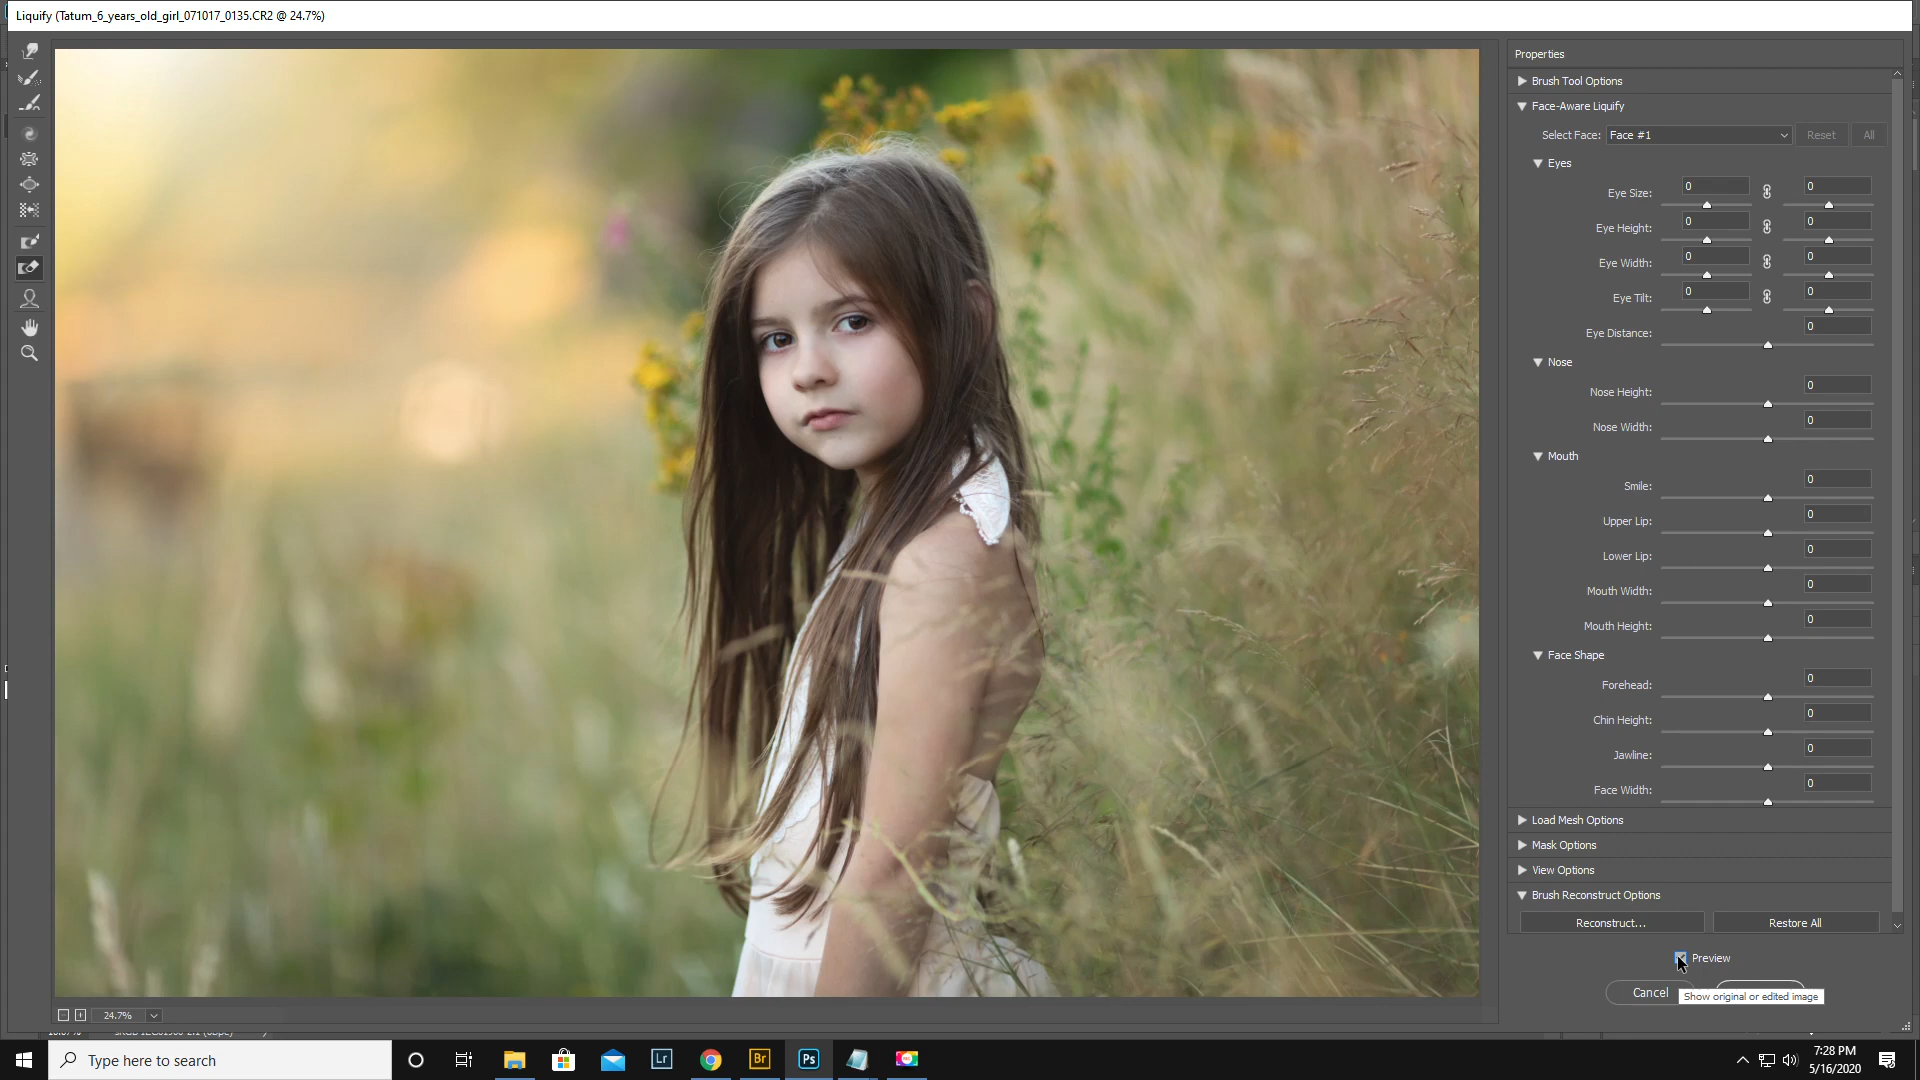 Liquify (Tatum_6_years_old_girl_071017_0135.CR2 @ 24.7%)
Properties
Brush Tool Options
Face-Aware Liquify
Select Face: Face #1 Reset All
Eyes
Eye Size: 0 0
Eye Height: 0 0
Eye Width: 0 0
Eye Tilt: 0 0
Eye Distance: 0
Nose
Nose Height: 0
Nose Width: 0
Mouth
Smile: 0
Upper Lip: 0
Lower Lip: 0
Mouth Width: 0
Mouth Height: 0
Face Shape
Forehead: 0
Chin Height: 0
Jawline: 0
Face Width: 0
Load Mesh Options
Mask Options
View Options
Brush Reconstruct Options
Reconstruct... Restore All
Preview
Cancel
Show original or edited image
24.7%
Type here to search
Lr
Br
Ps
7:28 PM
5/16/2020